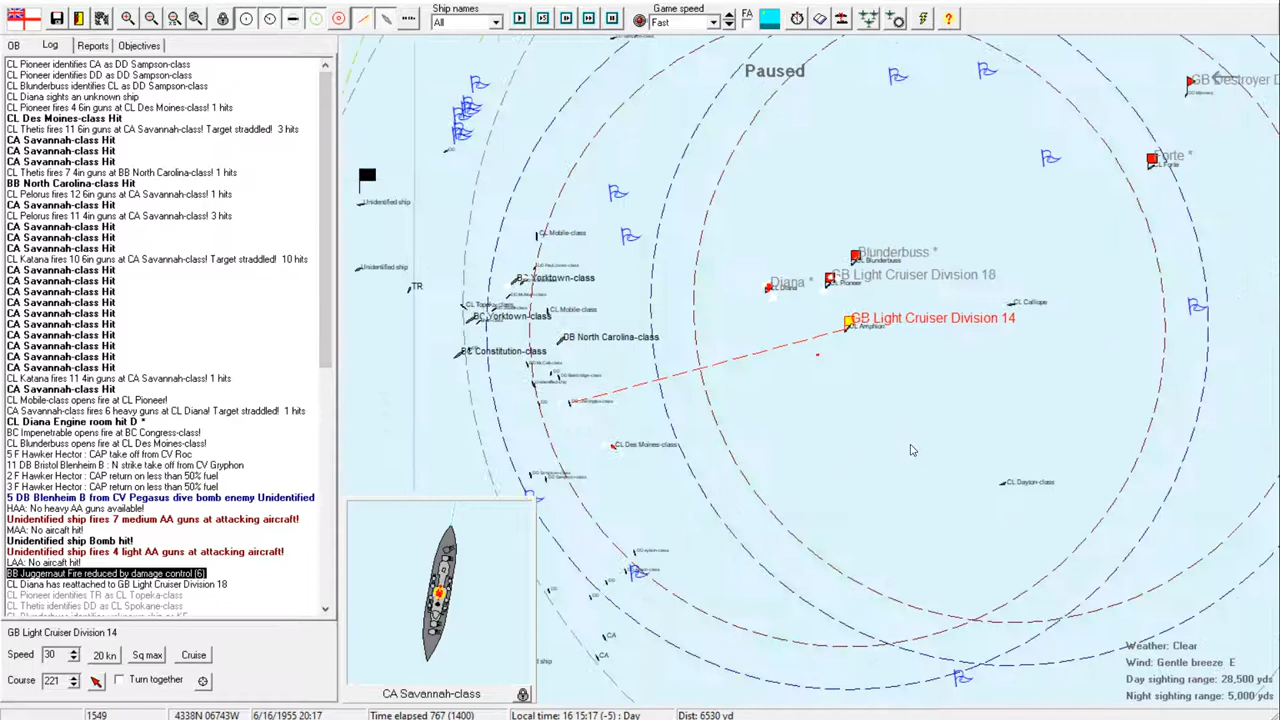 Ship names
All
Game speed
Fast
FA
OB
Log
Reports
Objectives
CL Pioneer identifies CA as DD Sampson-class
CL Pioneer identifies DD as DD Sampson-class
CL Blunderbuss identifies CL as DD Sampson-class
CL Diana sights an unknown ship
CL Pioneer fires 4 6in guns at CL Des Moines-class! 1 hits
CL Des Moines-class Hit
CL Thetis fires 11 6in guns at CA Savannah-class! Target straddled! 3 hits
CA Savannah-class Hit
CA Savannah-class Hit
CA Savannah-class Hit
CL Thetis fires 7 4in guns at BB North Carolina-class! 1 hits
BB North Carolina-class Hit
CL Pelorus fires 12 6in guns at CA Savannah-class! 1 hits
CA Savannah-class Hit
CL Pelorus fires 11 4in guns at CA Savannah-class! 3 hits
CA Savannah-class Hit
CA Savannah-class Hit
CA Savannah-class Hit
CL Katana fires 10 6in guns at CA Savannah-class! Target straddled! 10 hits
CA Savannah-class Hit
CA Savannah-class Hit
CA Savannah-class Hit
CA Savannah-class Hit
CA Savannah-class Hit
CA Savannah-class Hit
CA Savannah-class Hit
CA Savannah-class Hit
CA Savannah-class Hit
CA Savannah-class Hit
CL Katana fires 11 4in guns at CA Savannah-class! 1 hits
CA Savannah-class Hit
CL Mobile-class opens fire at CL Pioneer!
CA Savannah-class fires 6 heavy guns at CL Diana! Target straddled! 1 hits
CL Diana Engine room hit D *
BC Impenetrable opens fire at BC Congress-class!
CL Blunderbuss opens fire at CL Des Moines-class!
5 F Hawker Hector : CAP take off from CV Roc
11 DB Bristol Blenheim B : N strike take off from CV Gryphon
2 F Hawker Hector : CAP return on less than 50% fuel
3 F Hawker Hector : CAP return on less than 50% fuel
5 DB Blenheim B from CV Pegasus dive bomb enemy Unidentified
HAA: No heavy AA guns available!
Unidentified ship fires 7 medium AA guns at attacking aircraft!
MAA: No aircaft hit!
Unidentified ship Bomb hit!
Unidentified ship fires 4 light AA guns at attacking aircraft!
LAA: No aircaft hit!
BB Juggernaut Fire reduced by damage control (6)
CL Diana has reattached to GB Light Cruiser Division 18
CL Pioneer identifies TR as CL Topeka-class
CL Thetis identifies DD as CL Spokane-class
GB Light Cruiser Division 14
Speed 30 20 kn Sq max Cruise
Course 221 Turn together
Paused
GB Destroyer D
Forte *
CL Forte
Unidentified ship
CL Mobile-class
Blunderbuss *
CL Blunderbuss
Unidentified ship
BC Yorktown-class
Diana *
CL Diana
GB Light Cruiser Division 18
CL Pioneer
TR
CL Calliope
CL Mobile-class
BC Yorktown-class
GB Light Cruiser Division 14
CL Amphion
BB North Carolina-class
BC Constitution-class
CL Des Moines-class
CL Dayton-class
CA
CA
CA Savannah-class
Weather: Clear
Wind: Gentle breeze E
Day sighting range: 28,500 yds
Night sighting range: 5,000 yds
1549
4338N 06743W
6/16/1955 20:17
Time elapsed 767 (1400)
Local time: 16 15:17 (-5) ; Day
Dist: 6530 yd